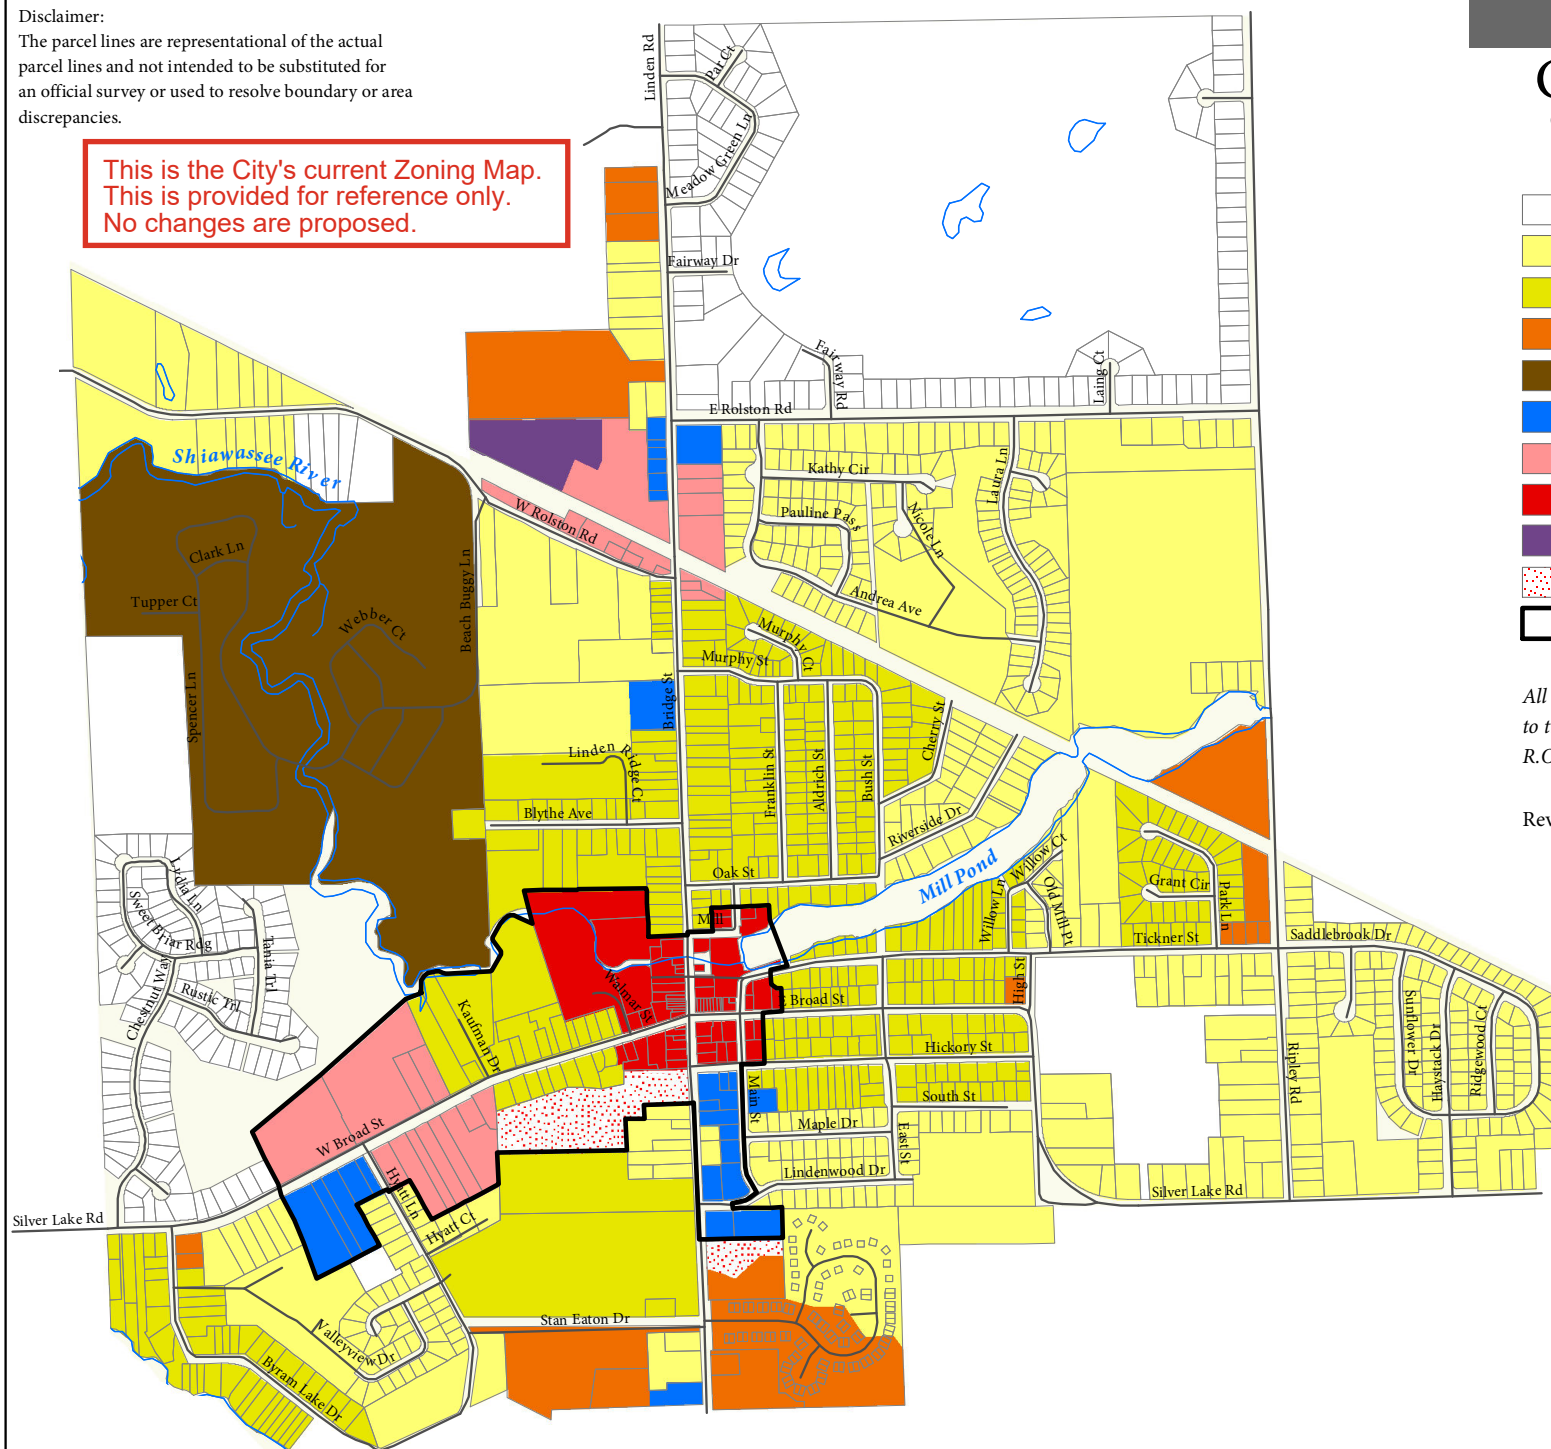 Disclaimer:
The parcel lines are representational of the actual
parcel lines and not intended to be substituted for
an official survey or used to resolve boundary or area
discrepancies.
This is the City's current Zoning Map.
This is provided for reference only.
No changes are proposed.
Linden Rd
Par Ct
Meadow Green Ln
Fairway Dr
Fairway Rd
Laing Ct
E Rolston Rd
Shiawassee River
Kathy Cir
Laura Ln
Pauline Pass
Nicole Ln
W Rolston Rd
Clark Ln
Tupper Ct
Webber Ct
Beach Buggy Ln
Andrea Ave
Murphy Ct
Murphy St
Spencer Ln
Bridge St
Cherry St
Linden Ridge Ct
Franklin St
Aldrich St
Bush St
Blythe Ave
Riverside Dr
Mill Pond
Oak St
Willow Ct
Willow Ln
Old Mill Pt
Grant Cir
Park Ln
Tickner St
Saddlebrook Dr
Lydia Ln
Sweet Briar Rdg
Tania Trl
Rustic Trl
Chestnut Way
Mill
Walmar St
E Broad St
High St
Kaufman Dr
Hickory St
South St
Main St
Maple Dr
East St
Lindenwood Dr
Sunflower Dr
Haystack Dr
Ridgewood Ct
Ripley Rd
W Broad St
Hyatt Ln
Hyatt Ct
Silver Lake Rd
Silver Lake Rd
Stan Eaton Dr
Valleyview Dr
Byram Lake Dr
All
to t
R.C
Rev